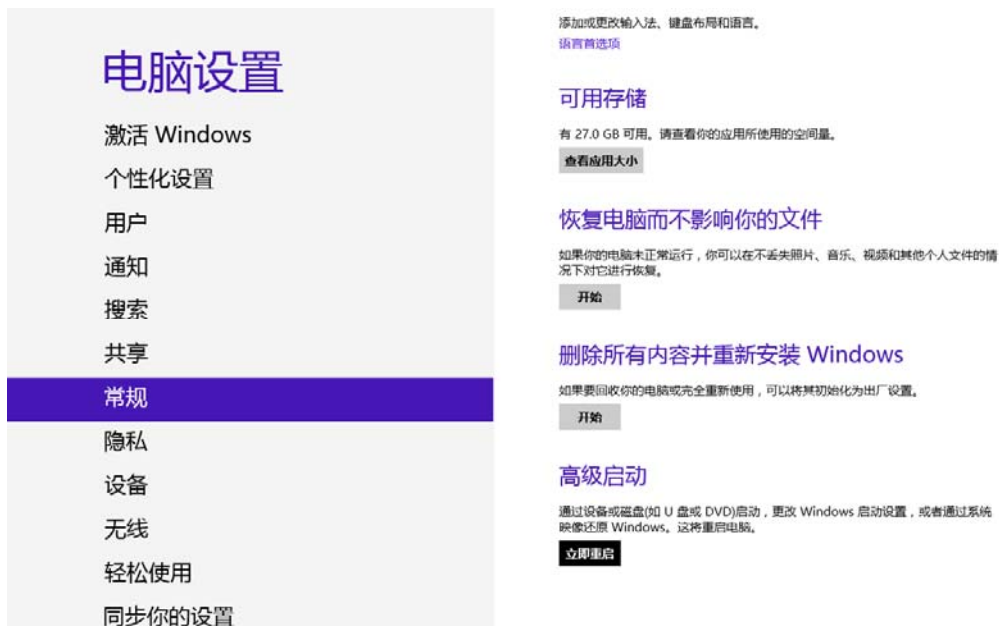 电脑设置
激活 Windows
个性化设置
用户
通知
搜索
共享
常规
隐私
设备
无线
轻松使用
同步你的设置
添加或更改输入法、键盘布局和语言。
语言首选项
可用存储
有 27.0 GB 可用。请查看你的应用所使用的空间量。
查看应用大小
恢复电脑而不影响你的文件
如果你的电脑未正常运行，你可以在不丢失照片、音乐、视频和其他个人文件的情
况下对它进行恢复。
开始
删除所有内容并重新安装 Windows
如果要回收你的电脑或完全重新使用，可以将其初始化为出厂设置。
开始
高级启动
通过设备或磁盘(如 U 盘或 DVD)启动，更改 Windows 启动设置，或者通过系统
映像还原 Windows。这将重启电脑。
立即重启